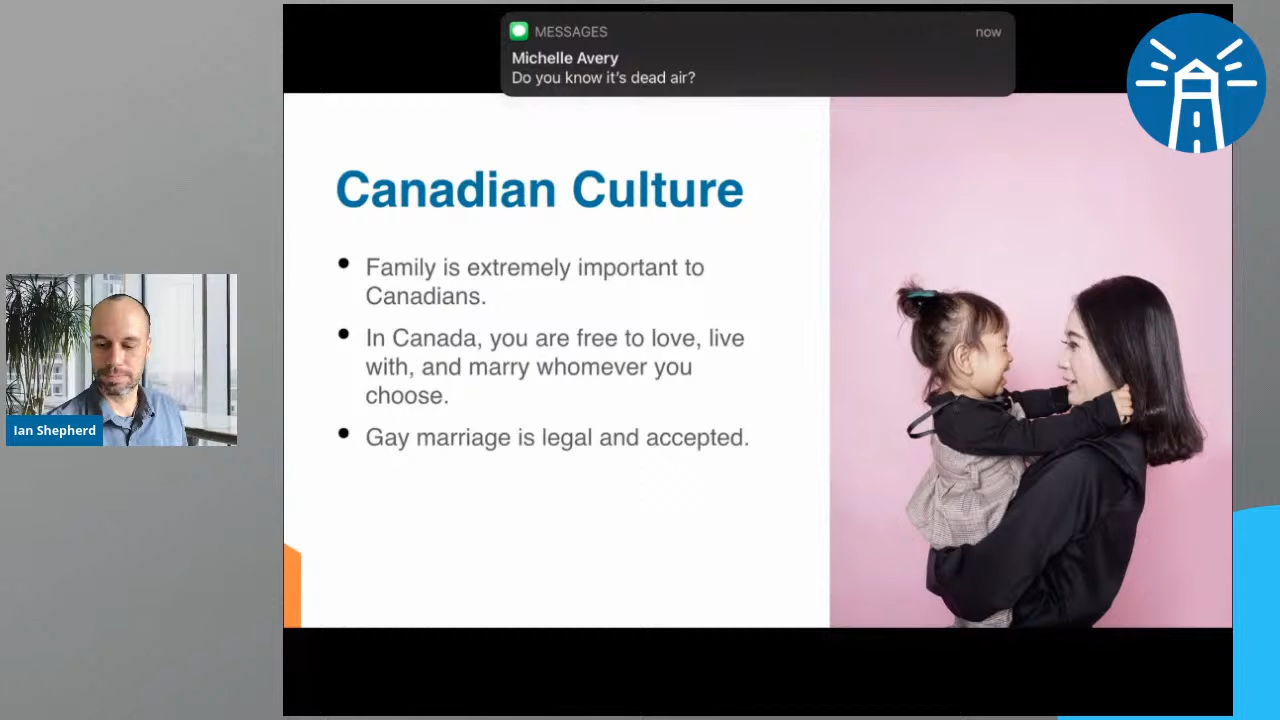 MESSAGES
now
Michelle Avery
Do you know it's dead air?
Canadian Culture
• Family is extremely important to
Canadians.
• In Canada, you are free to love, live
with, and marry whomever you
choose.
• Gay marriage is legal and accepted.
Ian Shepherd